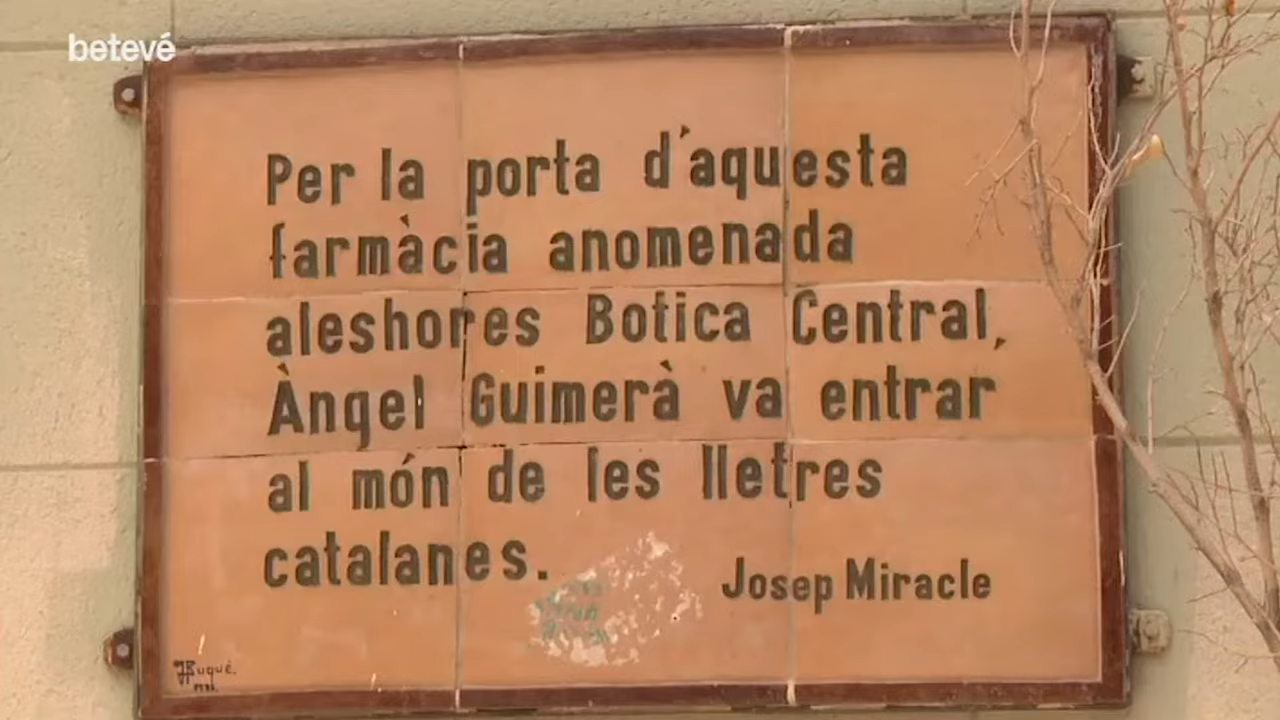 betevé
Per la porta d'aquesta
farmàcia anomenada
aleshores Botica Central,
Àngel Guimerà va entrar
al món de les lletres
catalanes.
Josep Miracle